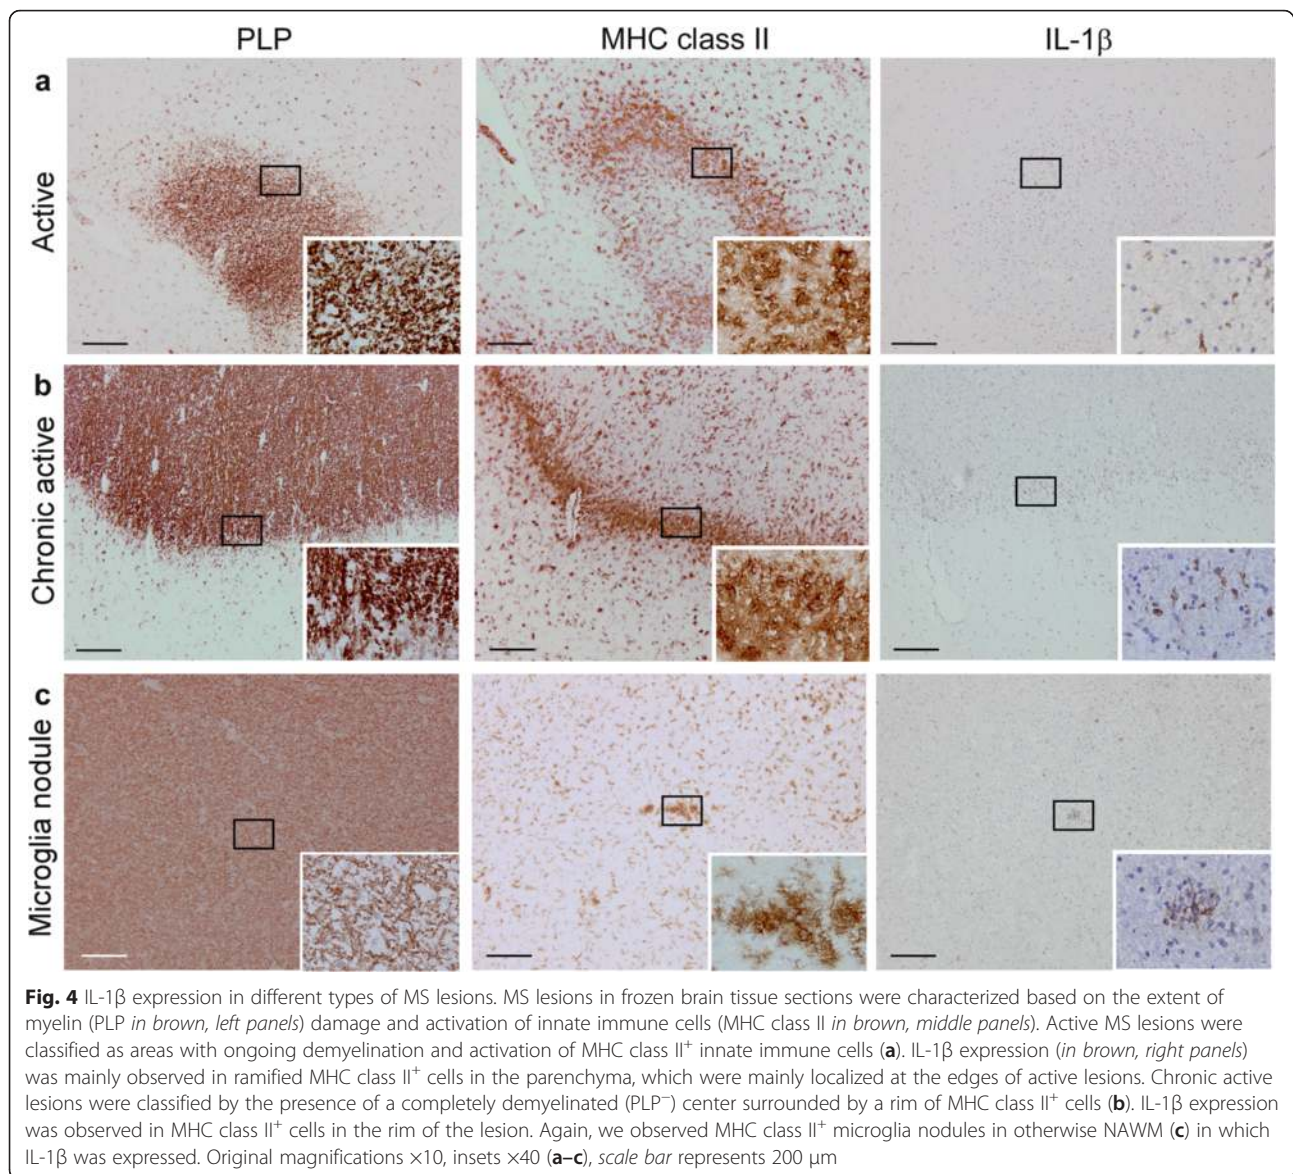 PLP MHC class II IL-1β
a
Active
b
Chronic active
c
Microglia nodule
Fig. 4 IL-1β expression in different types of MS lesions. MS lesions in frozen brain tissue sections were characterized based on the extent of
myelin (PLP in brown, left panels) damage and activation of innate immune cells (MHC class II in brown, middle panels). Active MS lesions were
classified as areas with ongoing demyelination and activation of MHC class II⁺ innate immune cells (a). IL-1β expression (in brown, right panels)
was mainly observed in ramified MHC class II⁺ cells in the parenchyma, which were mainly localized at the edges of active lesions. Chronic active
lesions were classified by the presence of a completely demyelinated (PLP⁻) center surrounded by a rim of MHC class II⁺ cells (b). IL-1β expression
was observed in MHC class II⁺ cells in the rim of the lesion. Again, we observed MHC class II⁺ microglia nodules in otherwise NAWM (c) in which
IL-1β was expressed. Original magnifications ×10, insets ×40 (a–c), scale bar represents 200 μm